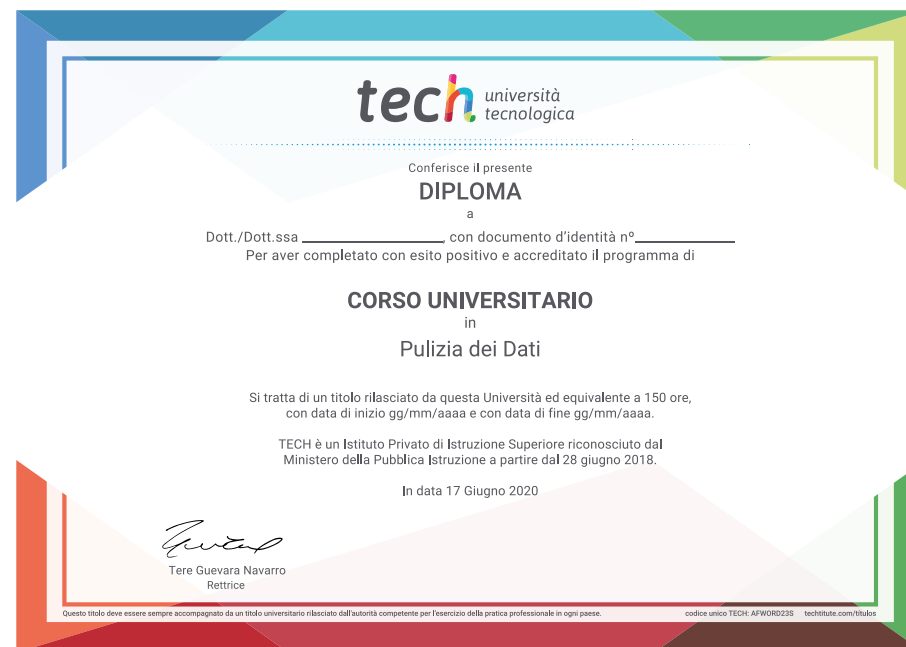 tech università
tecnologica
Conferisce il presente
DIPLOMA
a
Dott./Dott.ssa ____________________, con documento d'identità nº______________
Per aver completato con esito positivo e accreditato il programma di
CORSO UNIVERSITARIO
in
Pulizia dei Dati
Si tratta di un titolo rilasciato da questa Università ed equivalente a 150 ore,
con data di inizio gg/mm/aaaa e con data di fine gg/mm/aaaa.
TECH è un Istituto Privato di Istruzione Superiore riconosciuto dal
Ministero della Pubblica Istruzione a partire dal 28 giugno 2018.
In data 17 Giugno 2020
Tere Guevara Navarro
Rettrice
Questo titolo deve essere sempre accompagnato da un titolo universitario rilasciato dall'autorità competente per l'esercizio della pratica professionale in ogni paese. codice unico TECH: AFWORD23S techtitute.com/titulos